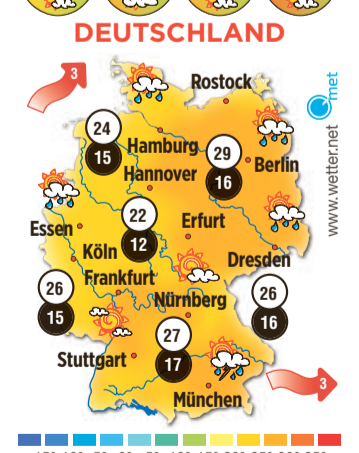 DEUTSCHLAND
3
Rostock
met
www.wetter.net
24
15
Hamburg
29
16
Berlin
Hannover
22
12
Essen
Erfurt
Köln
Dresden
Frankfurt
26
15
Nürnberg
26
16
27
17
Stuttgart
3
München